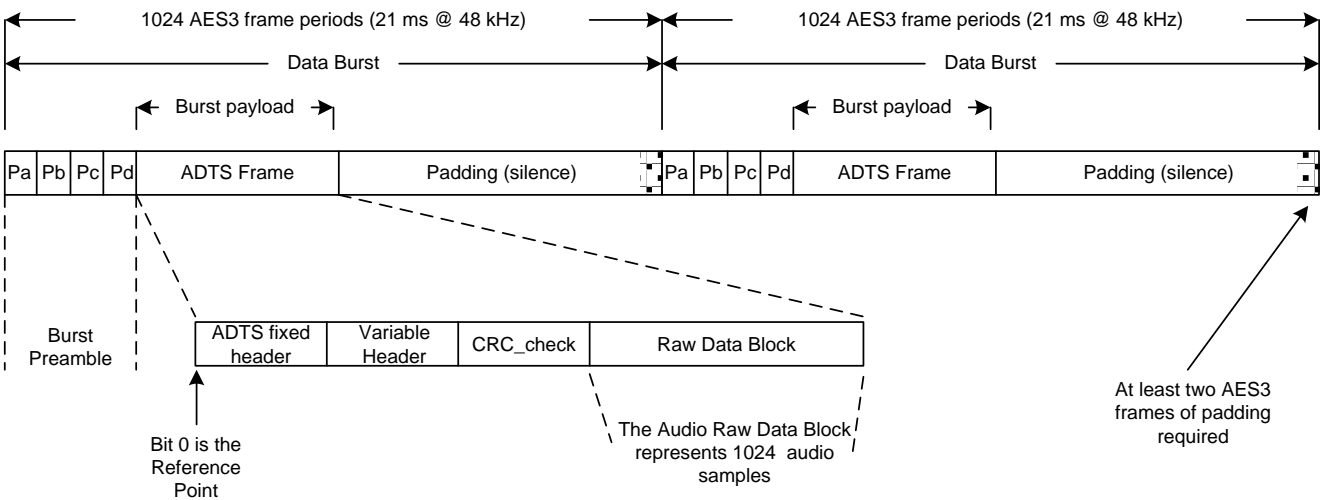 1024 AES3 frame periods (21 ms @ 48 kHz)
1024 AES3 frame periods (21 ms @ 48 kHz)
Data Burst
Data Burst
Burst payload
Burst payload
Pa Pb Pc Pd ADTS Frame Padding (silence) Pa Pb Pc Pd ADTS Frame Padding (silence)
Burst
Preamble
ADTS fixed
header
Variable
Header
CRC_check
Raw Data Block
Bit 0 is the
Reference
Point
The Audio Raw Data Block
represents 1024 audio
samples
At least two AES3
frames of padding
required